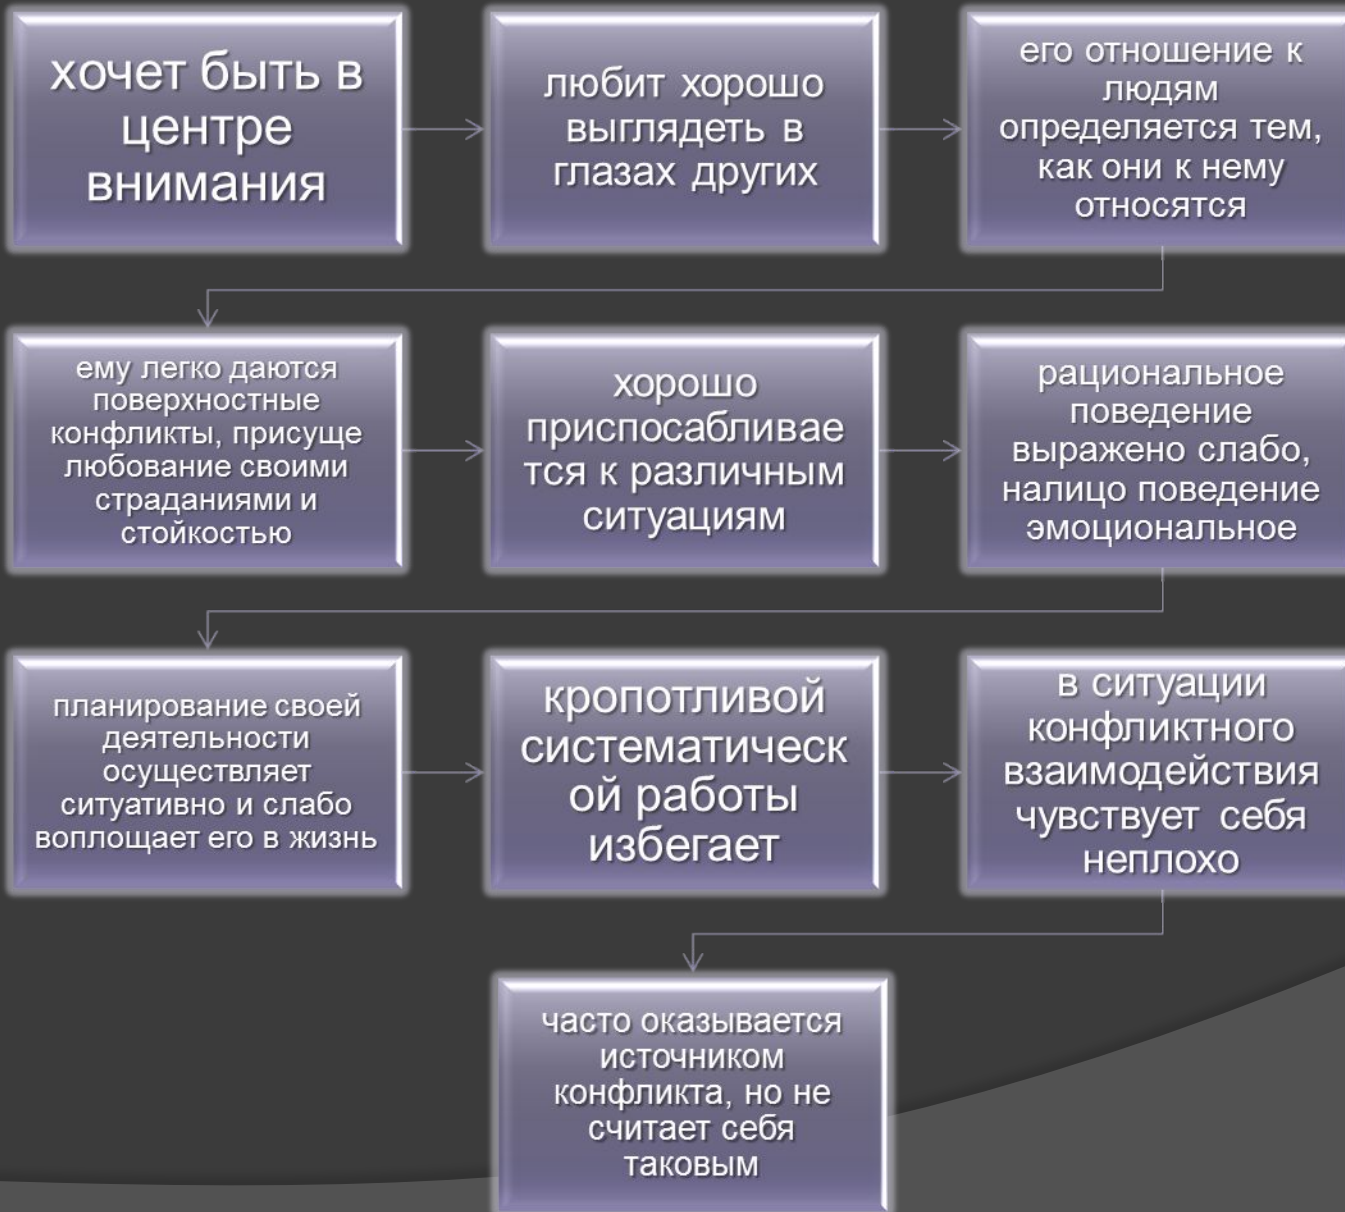 хочет быть в
центре
внимания
любит хорошо
выглядеть в
глазах других
его отношение к
людям
определяется тем,
как они к нему
относятся
ему легко даются
поверхностные
конфликты, присуще
любование своими
страданиями и
стойкостью
хорошо
приспосабливае
тся к различным
ситуациям
рациональное
поведение
выражено слабо,
налицо поведение
эмоциональное
планирование своей
деятельности
осуществляет
ситуативно и слабо
воплощает его в жизнь
кропотливой
систематическ
ой работы
избегает
в ситуации
конфликтного
взаимодействия
чувствует себя
неплохо
часто оказывается
источником
конфликта, но не
считает себя
таковым